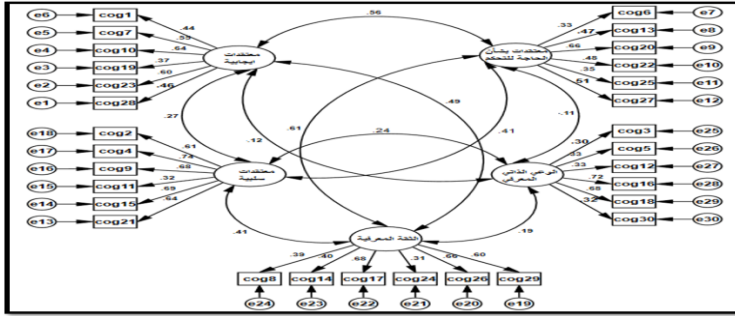 e6 cog1 .44
e5 cog7 .55
e4 cog10 .64
e3 cog19 .37
e2 cog23 .60
e1 cog28 .46
معتقدات
ايجابية
.56
cog6 e7 .33
cog13 e8 .47
cog20 e9 .66
cog22 e10 .48
cog25 e11 .35
cog27 e12 .51
معتقدات بشأن
الحاجة للتحكم
.27
.12
.61
.49
.41
-.11
.24
e18 cog2 .61
e17 cog4 .74
e16 cog9 .68
e15 cog11 .32
e14 cog15 .69
e13 cog21 .64
معتقدات
سلبية
cog3 e25 .30
cog5 e26 .33
cog12 e27 .33
cog16 e28 .72
cog18 e29 .68
cog30 e30 .32
الوعي الذاتي
المعرفي
.41
.19
الثقة المعرفية
.39 .40 .68 .31 .66 .60
cog8 cog14 cog17 cog24 cog26 cog29
e24 e23 e22 e21 e20 e19